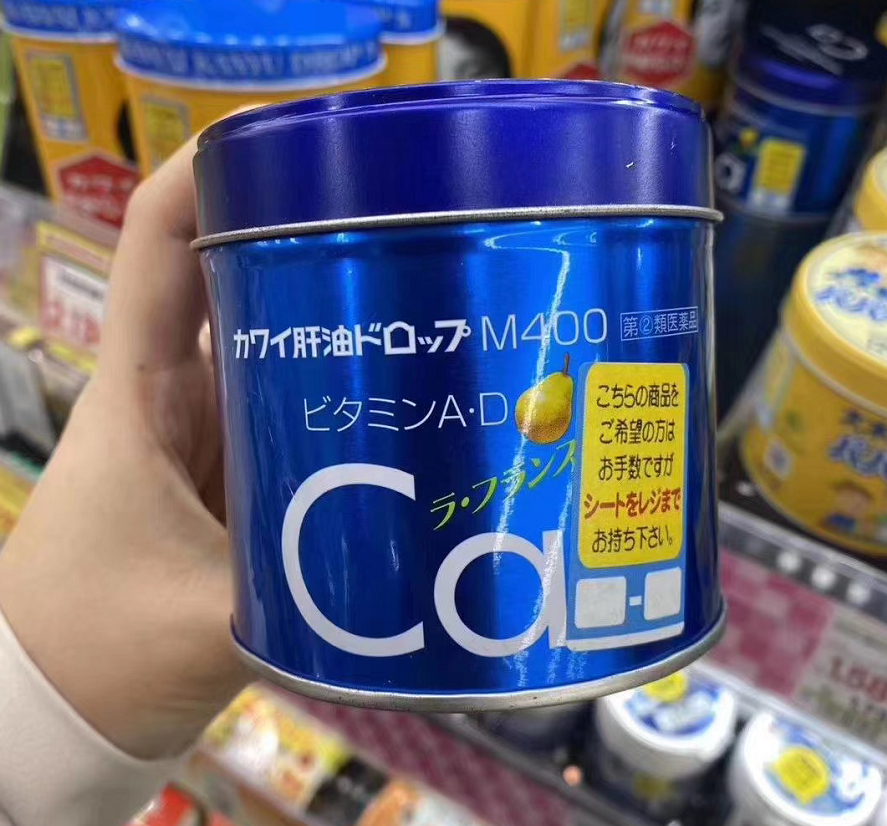 カワイ肝油ドロップ M400 第②類医薬品
ビタミンA・D
ラ・フランス
Ca
こちらの商品を
ご希望の方は
お手数ですが
シートをレジまで
お持ち下さい。
カワイ